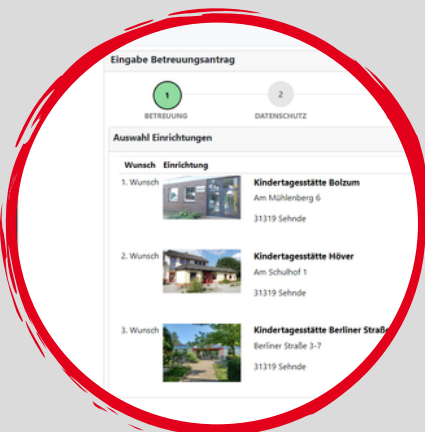 Eingabe Betreuungsantrag
1
2
BETREUUNG
DATENSCHUTZ
Auswahl Einrichtungen
Wunsch Einrichtung
1. Wunsch
Kindertagesstätte Bolzum
Am Mühlenberg 6
31319 Sehnde
2. Wunsch
Kindertagesstätte Höver
Am Schulhof 1
31319 Sehnde
3. Wunsch
Kindertagesstätte Berliner Straße
Berliner Straße 3-7
31319 Sehnde